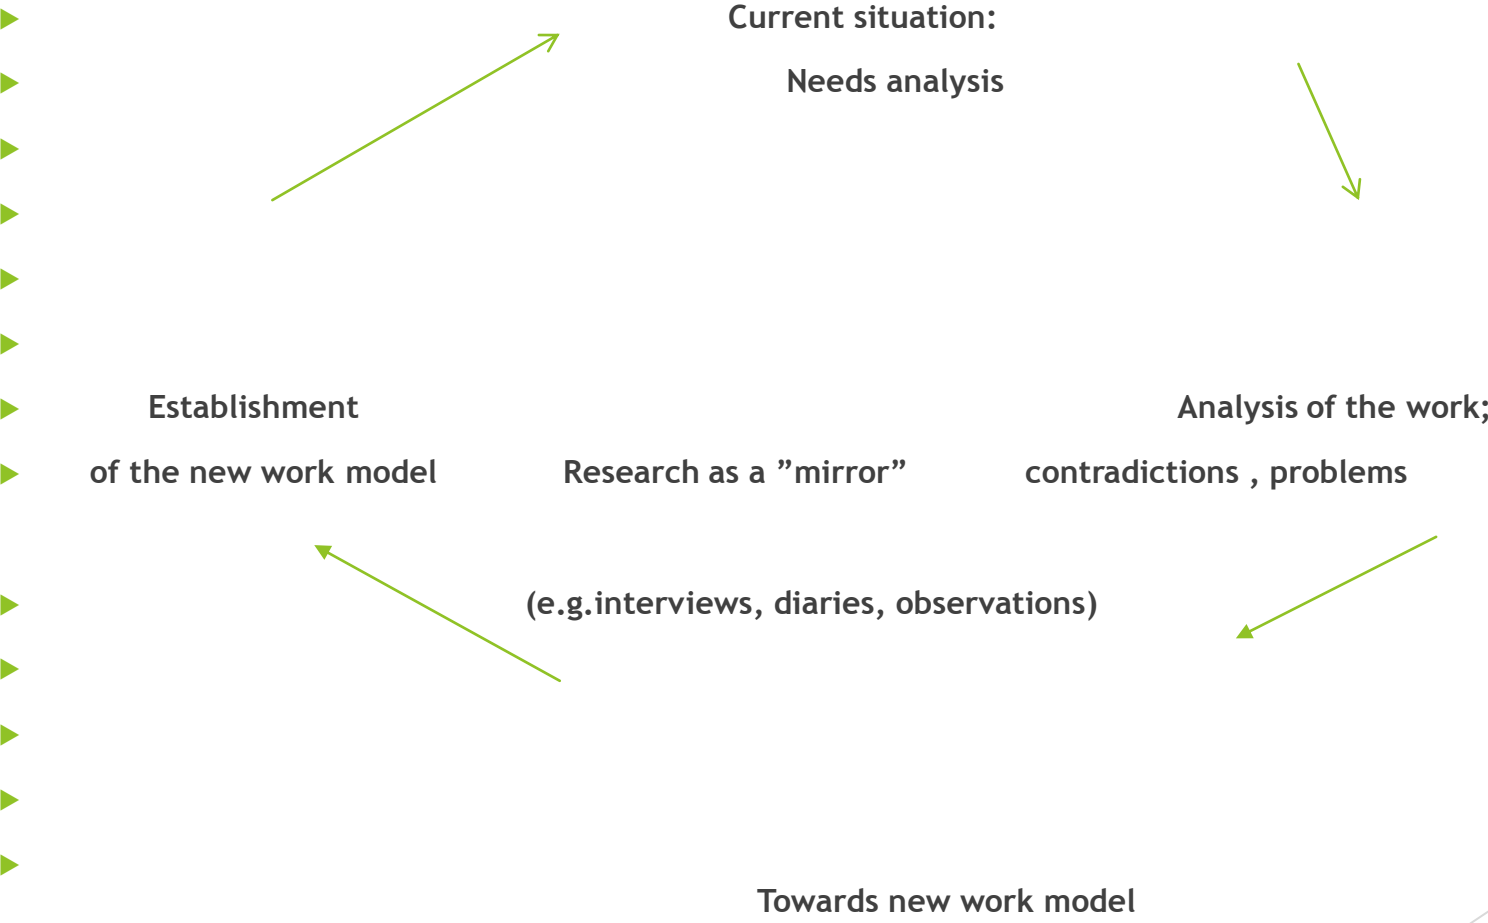 Current situation:
Needs analysis
Establishment Analysis of the work;
of the new work model Research as a ”mirror” contradictions , problems
(e.g.interviews, diaries, observations)
Towards new work model